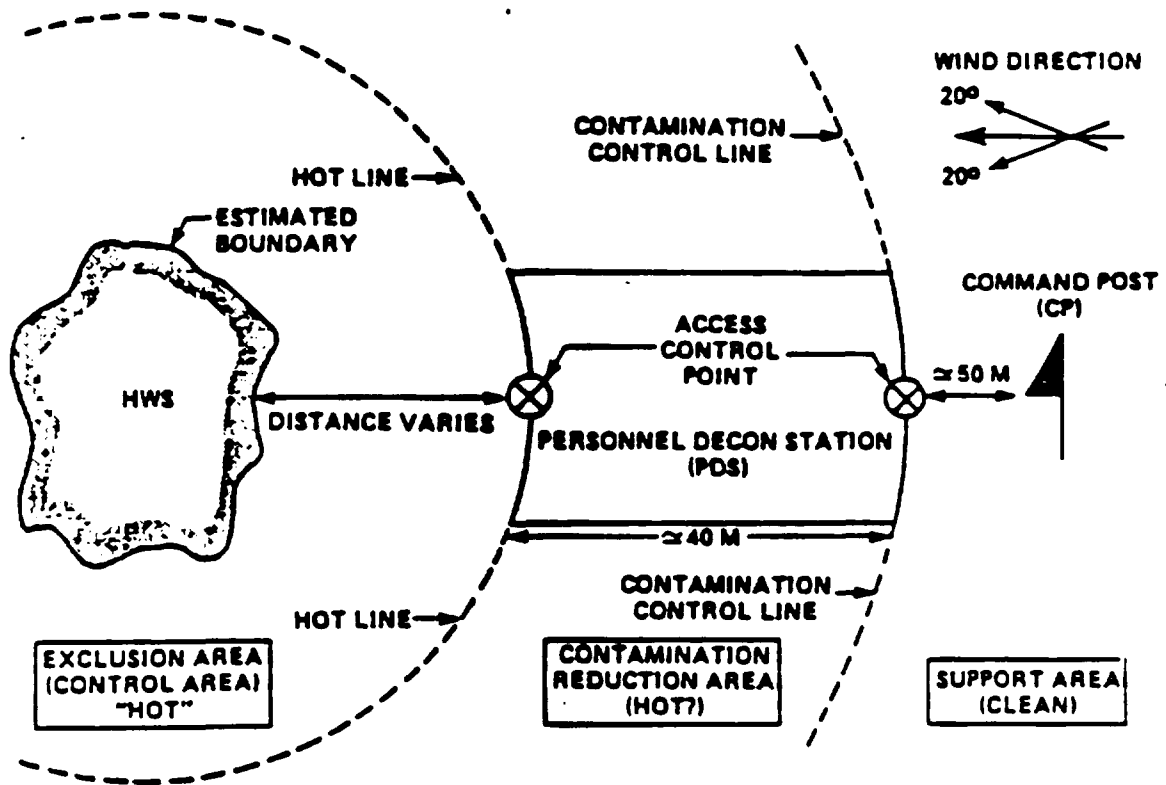 WIND DIRECTION
20º
20º
CONTAMINATION
CONTROL LINE
HOT LINE
ESTIMATED
BOUNDARY
COMMAND POST
(CP)
ACCESS
CONTROL
POINT
≃50 M
HWS
DISTANCE VARIES
PERSONNEL DECON STATION
(PDS)
≃40 M
CONTAMINATION
CONTROL LINE
HOT LINE
EXCLUSION AREA
(CONTROL AREA)
"HOT"
CONTAMINATION
REDUCTION AREA
(HOT?)
SUPPORT AREA
(CLEAN)